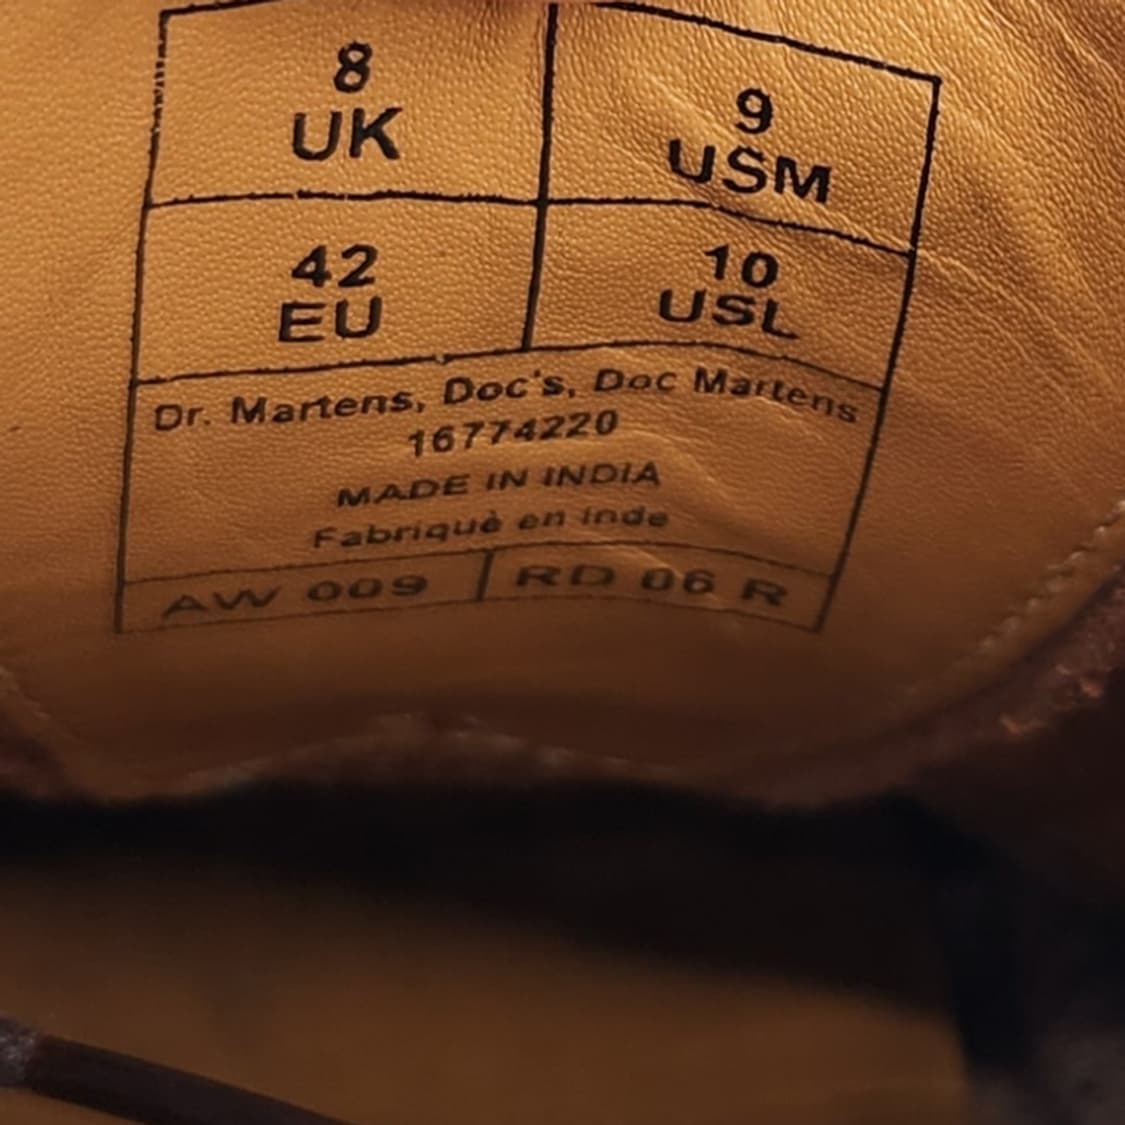 8
UK
9
USM
42
EU
10
USL
Dr. Martens, Doc's, Doc Martens
16774220
MADE IN INDIA
Fabriquè en inde
AW 009
RD 06 R